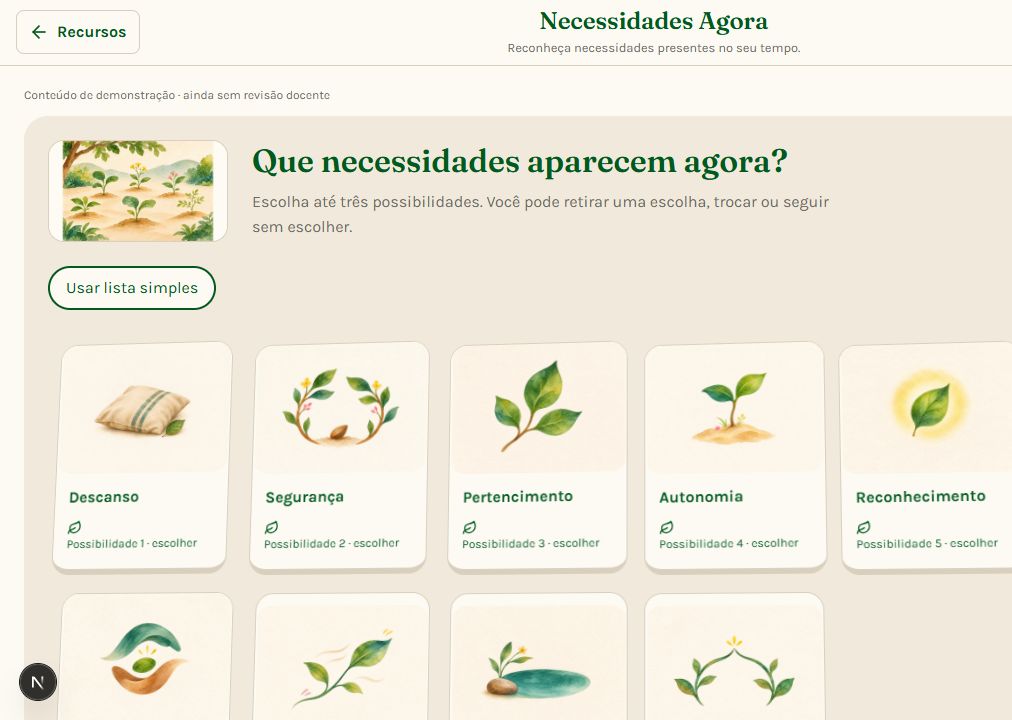 Recursos
Necessidades Agora
Reconheça necessidades presentes no seu tempo.
Conteúdo de demonstração · ainda sem revisão docente
Que necessidades aparecem agora?
Escolha até três possibilidades. Você pode retirar uma escolha, trocar ou seguir
sem escolher.
Usar lista simples
Descanso
Possibilidade 1 · escolher
Segurança
Possibilidade 2 · escolher
Pertencimento
Possibilidade 3 · escolher
Autonomia
Possibilidade 4 · escolher
Reconhecimento
Possibilidade 5 · escolher
N